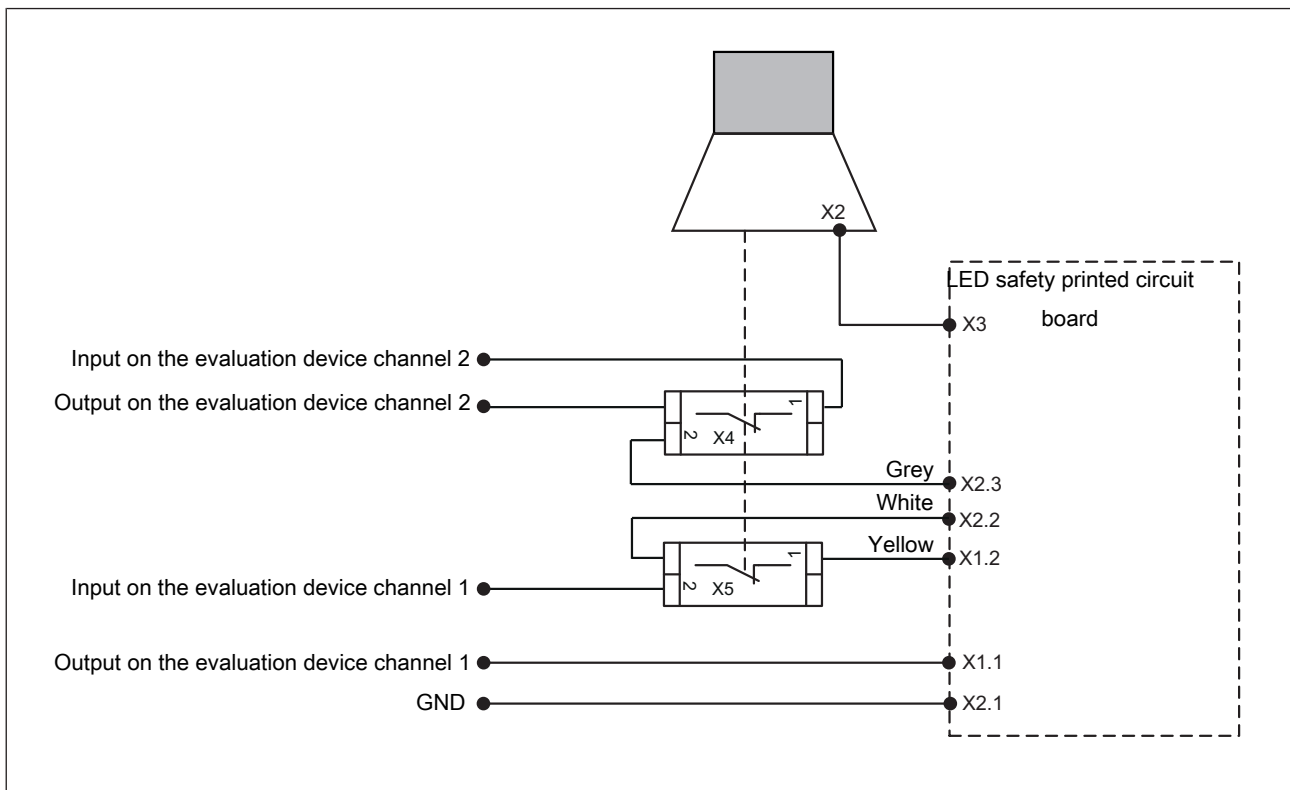 X2
LED safety printed circuit
board
X3
Input on the evaluation device channel 2
Output on the evaluation device channel 2
1
2
X4
Grey
X2.3
White
X2.2
Yellow
X1.2
1
2
X5
Input on the evaluation device channel 1
Output on the evaluation device channel 1
X1.1
GND
X2.1